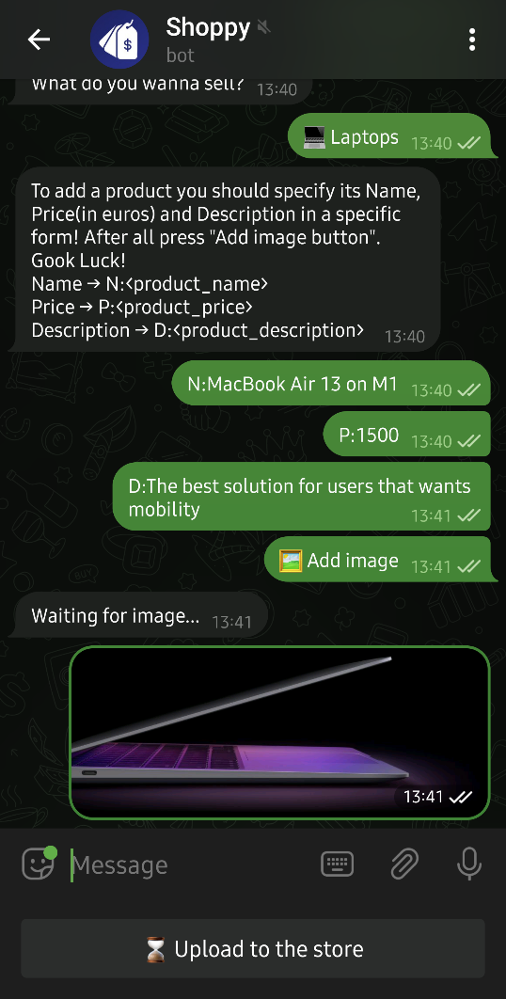 Shoppy
bot
What do you wanna sell? 13:40
Laptops 13:40
To add a product you should specify its Name,
Price(in euros) and Description in a specific
form! After all press "Add image button".
Gook Luck!
Name → N:<product_name>
Price → P:<product_price>
Description → D:<product_description> 13:40
N:MacBook Air 13 on M1 13:40
P:1500 13:40
D:The best solution for users that wants
mobility 13:41
Add image 13:41
Waiting for image... 13:41
13:41
Message
Upload to the store